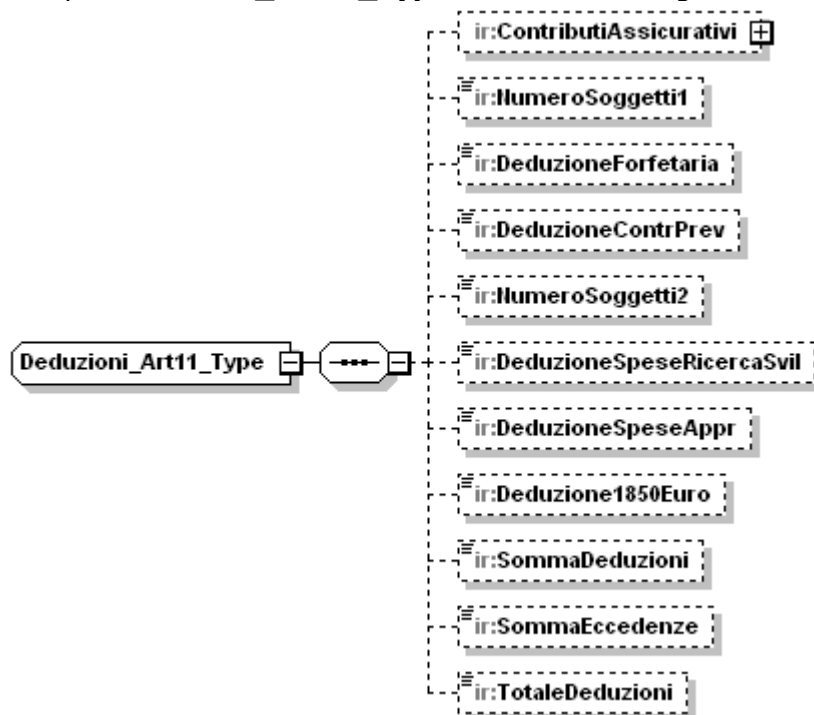 ir:ContributiAssicurativi
ir:NumeroSoggetti1
ir:DeduzioneForfetaria
ir:DeduzioneContrPrev
ir:NumeroSoggetti2
Deduzioni_Art11_Type
ir:DeduzioneSpeseRicercaSvil
ir:DeduzioneSpeseAppr
ir:Deduzione1850Euro
ir:SommaDeduzioni
ir:SommaEccedenze
ir:TotaleDeduzioni